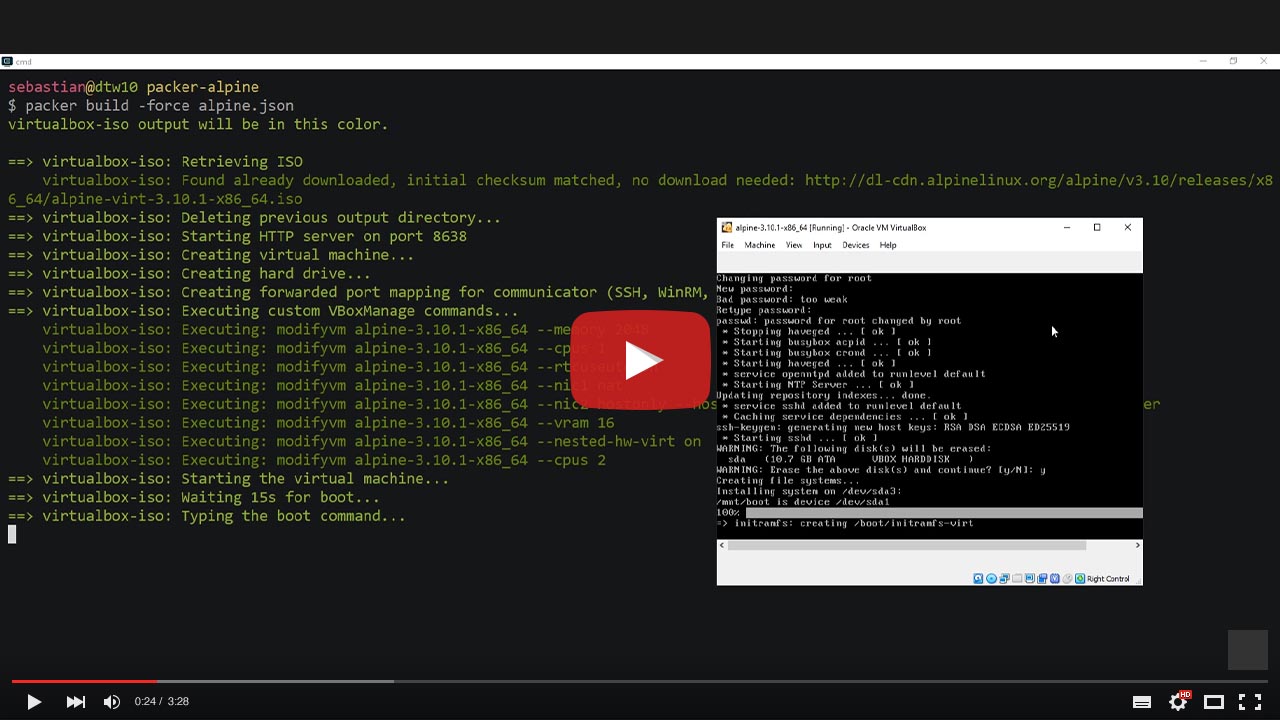 cmd
sebastian@dtw10 packer-alpine
$ packer build -force alpine.json
virtualbox-iso output will be in this color.
==> virtualbox-iso: Retrieving ISO
virtualbox-iso: Found already downloaded, initial checksum matched, no download needed: http://dl-cdn.alpinelinux.org/alpine/v3.10/releases/x8
6_64/alpine-virt-3.10.1-x86_64.iso
==> virtualbox-iso: Deleting previous output directory...
==> virtualbox-iso: Starting HTTP server on port 8638
==> virtualbox-iso: Creating virtual machine...
==> virtualbox-iso: Creating hard drive...
==> virtualbox-iso: Creating forwarded port mapping for communicator (SSH, WinRM,
==> virtualbox-iso: Executing custom VBoxManage commands...
virtualbox-iso: Executing: modifyvm alpine-3.10.1-x86_64 --memory 2048
virtualbox-iso: Executing: modifyvm alpine-3.10.1-x86_64 --cpus 1
virtualbox-iso: Executing: modifyvm alpine-3.10.1-x86_64
virtualbox-iso: Executing: modifyvm alpine-3.10.1-x86_64 --nic1 nat
virtualbox-iso: Executing: modifyvm alpine-3.10.1-x86_64 --nic2 hostonly
virtualbox-iso: Executing: modifyvm alpine-3.10.1-x86_64 --vram 16
virtualbox-iso: Executing: modifyvm alpine-3.10.1-x86_64 --nested-hw-virt on
virtualbox-iso: Executing: modifyvm alpine-3.10.1-x86_64 --cpus 2
==> virtualbox-iso: Starting the virtual machine...
==> virtualbox-iso: Waiting 15s for boot...
==> virtualbox-iso: Typing the boot command...
alpine-3.10.1-x86_64 [Running] - Oracle VM VirtualBox
File Machine View Input Devices Help
Changing password for root
New password:
Bad password: too weak
Retype password:
passwd: password for root changed by root
* Stopping haveged ... [ ok ]
* Starting busybox acpid ... [ ok ]
* Starting busybox crond ... [ ok ]
* Starting haveged ... [ ok ]
* service openntpd added to runlevel default
* Starting NTP Server ... [ ok ]
Updating repository indexes... done.
* service sshd added to runlevel default
* Caching service dependencies ... [ ok ]
ssh-keygen: generating new host keys: RSA DSA ECDSA ED25519
* Starting sshd ... [ ok ]
WARNING: The following disk(s) will be erased:
sda (10.7 GB ATA VBOX HARDDISK )
WARNING: Erase the above disk(s) and continue? [y/N]: y
Creating file systems...
Installing system on /dev/sda3:
/mnt/boot is device /dev/sda1
100%
=> initramfs: creating /boot/initramfs-virt
Right Control
0:24 / 3:28
HD